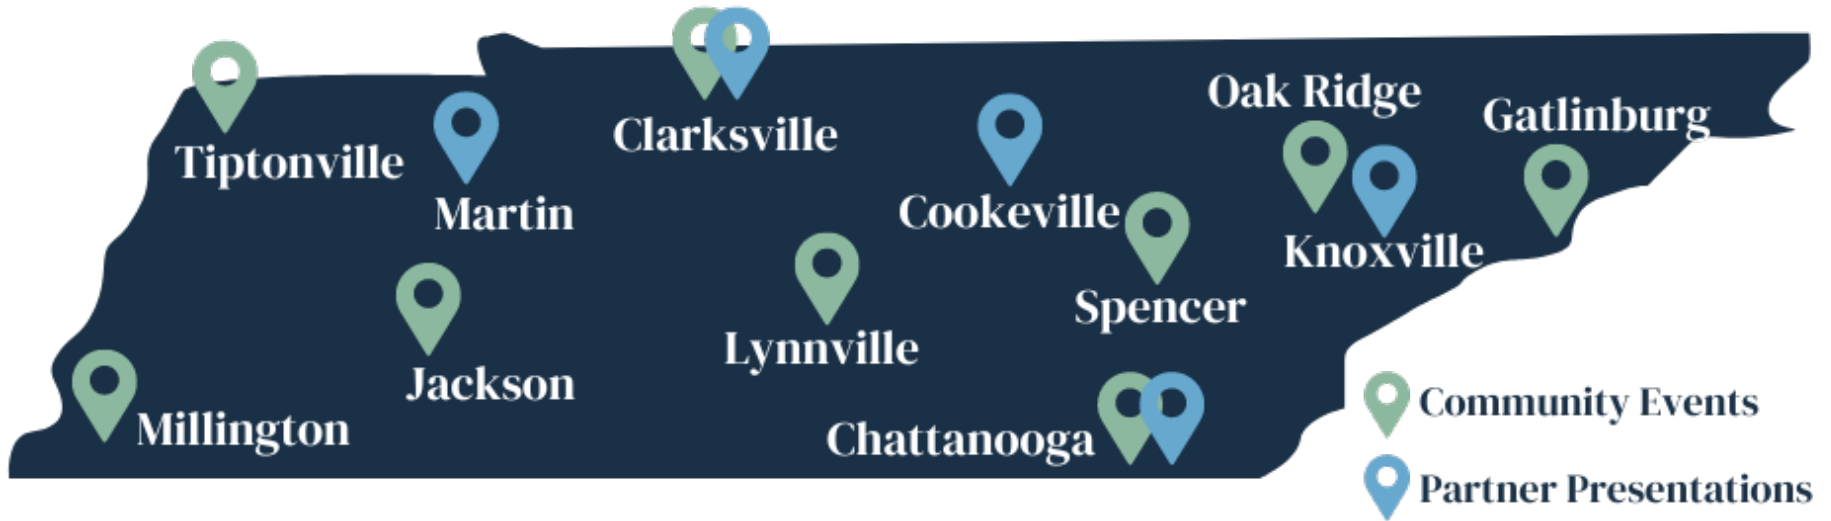 Tiptonville
Martin
Clarksville
Cookeville
Oak Ridge
Gatlinburg
Knoxville
Spencer
Lynnville
Jackson
Millington
Chattanooga
Community Events
Partner Presentations